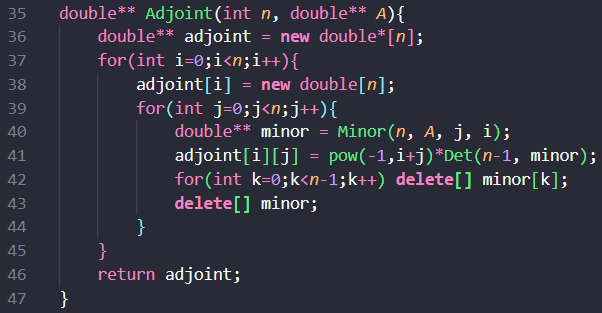 35 double** Adjoint(int n, double** A){
36     double** adjoint = new double*[n];
37     for(int i=0;i<n;i++){
38         adjoint[i] = new double[n];
39         for(int j=0;j<n;j++){
40             double** minor = Minor(n, A, j, i);
41             adjoint[i][j] = pow(-1,i+j)*Det(n-1, minor);
42             for(int k=0;k<n-1;k++) delete[] minor[k];
43             delete[] minor;
44         }
45     }
46     return adjoint;
47 }